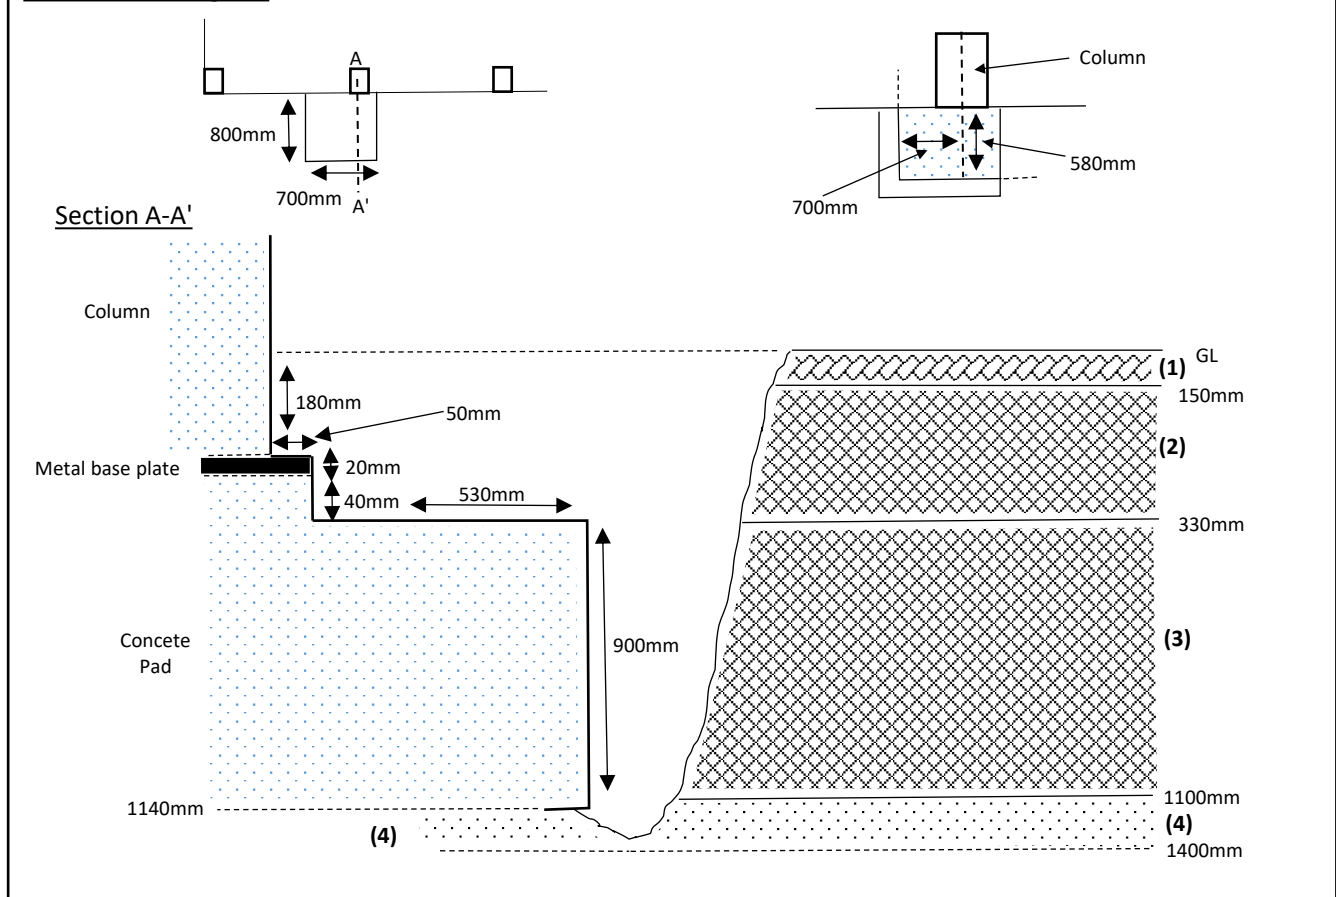 A
Column
800mm
580mm
700mm
A'
700mm
Section A-A'
Column
GL
(1)
150mm
180mm
50mm
(2)
Metal base plate
20mm
530mm
40mm
330mm
Concete
Pad
900mm
(3)
1140mm
1100mm
(4)
(4)
1400mm